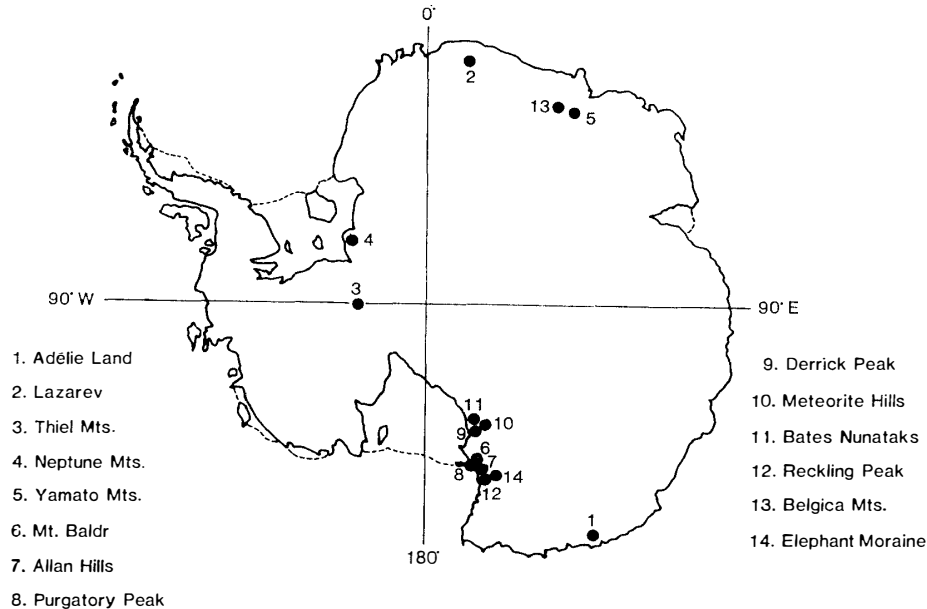 0°
2
13
5
4
3
90° W
90° E
11
10
9
6
7
8
14
12
1
180°
1. Adélie Land
2. Lazarev
3. Thiel Mts.
4. Neptune Mts.
5. Yamato Mts.
6. Mt. Baldr
7. Allan Hills
8. Purgatory Peak
9. Derrick Peak
10. Meteorite Hills
11. Bates Nunataks
12. Reckling Peak
13. Belgica Mts.
14. Elephant Moraine